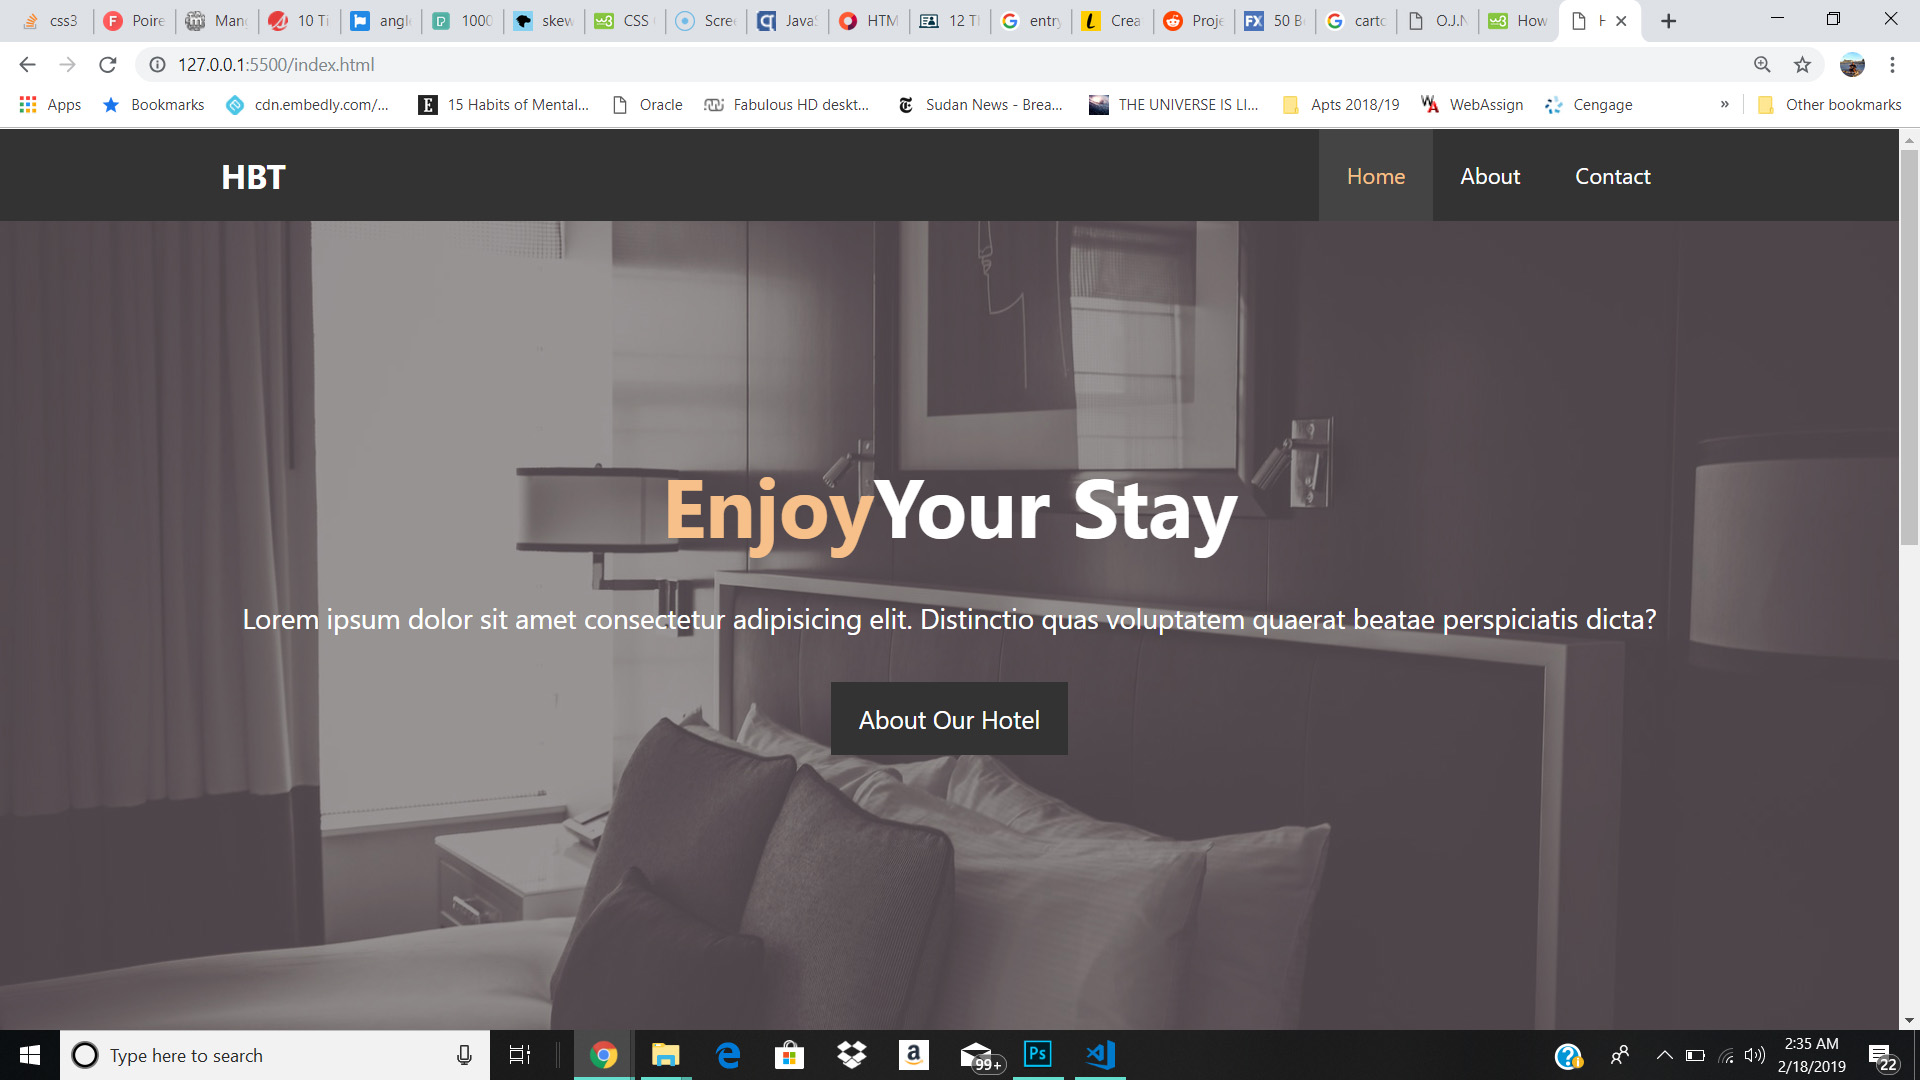 css3 Poire Man 10 Ti angl 1000 skew CSS Scre Java HTM 12 T entry Crea Proje 50 B carto O.J.N How
127.0.0.1:5500/index.html
Apps Bookmarks cdn.embedly.com/... 15 Habits of Mental... Oracle Fabulous HD deskt... Sudan News - Brea... THE UNIVERSE IS LI... Apts 2018/19 WebAssign Cengage » Other bookmarks
HBT Home About Contact
EnjoyYour Stay
Lorem ipsum dolor sit amet consectetur adipisicing elit. Distinctio quas voluptatem quaerat beatae perspiciatis dicta?
About Our Hotel
Type here to search
99+
2:35 AM
2/18/2019
22